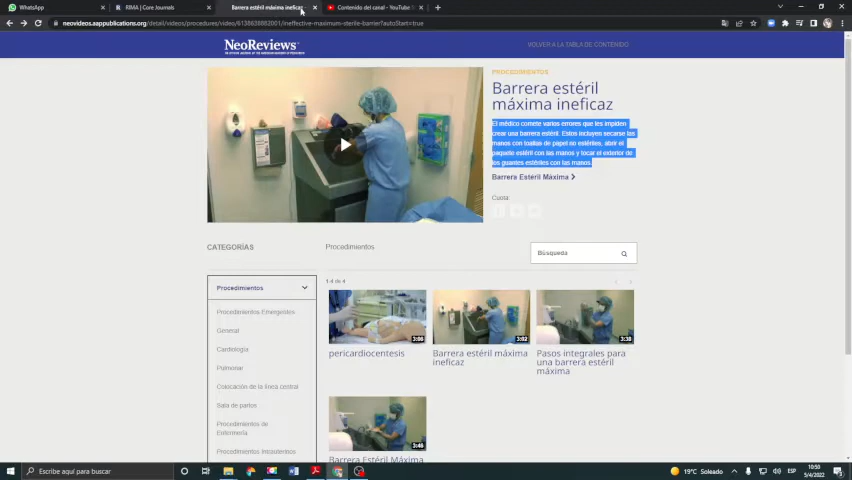 WhatsApp
RIMA | Core Journals
Barrera estéril máxima ineficaz
Contenido del canal - YouTube
neovideos.aappublications.org/detail/videos/procedures/video/6138638881002/ineffective-maximum-sterile-barrier?autoStart=true
NeoReviews™
VOLVER A LA TABLA DE CONTENIDO
PROCEDIMIENTOS
Barrera estéril
máxima ineficaz
El médico comete varios errores que les impiden
crear una barrera estéril. Estos incluyen secarse las
manos con toallas de papel no estériles, abrir el
paquete estéril con las manos y tocar el exterior de
los guantes estériles con las manos.
Barrera Estéril Máxima
Cuota:
CATEGORÍAS
Procedimientos
Búsqueda
Procedimientos
1-4 de 4
Procedimientos Emergentes
General
Cardiología
Pulmonar
Colocación de la línea central
Sala de partos
Procedimientos de
Enfermería
Procedimientos Intrauterinos
3:08
pericardiocentesis
3:02
Barrera estéril máxima
ineficaz
3:38
Pasos integrales para
una barrera estéril
máxima
3:46
Barrera Estéril Máxima
Escribe aquí para buscar
19°C Soleado
ESP
10:50
5/4/2022